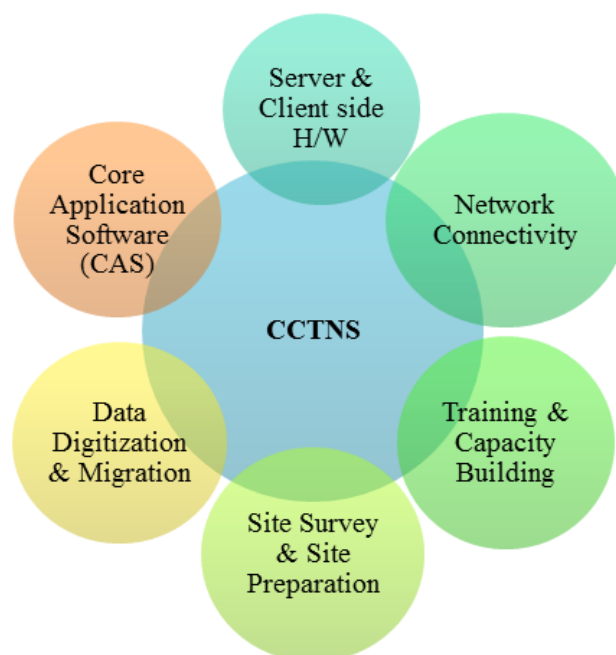 Server &
Client side
H/W
Network
Connectivity
Training &
Capacity
Building
Site Survey
& Site
Preparation
Data
Digitization
& Migration
Core
Application
Software
(CAS)
CCTNS